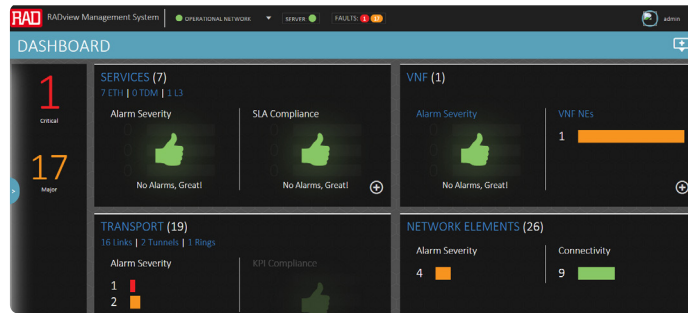 RAD RADview Management System OPERATIONAL NETWORK SERVER FAULTS: 1 17 admin
DASHBOARD
1
Critical
17
Major
SERVICES (7)
7 ETH | 0 TDM | 1 L3
Alarm Severity SLA Compliance
No Alarms, Great! No Alarms, Great!
VNF (1)
Alarm Severity VNF NEs
1
No Alarms, Great!
TRANSPORT (19)
16 Links | 2 Tunnels | 1 Rings
Alarm Severity KPI Compliance
1
2
NETWORK ELEMENTS (26)
Alarm Severity Connectivity
4 9